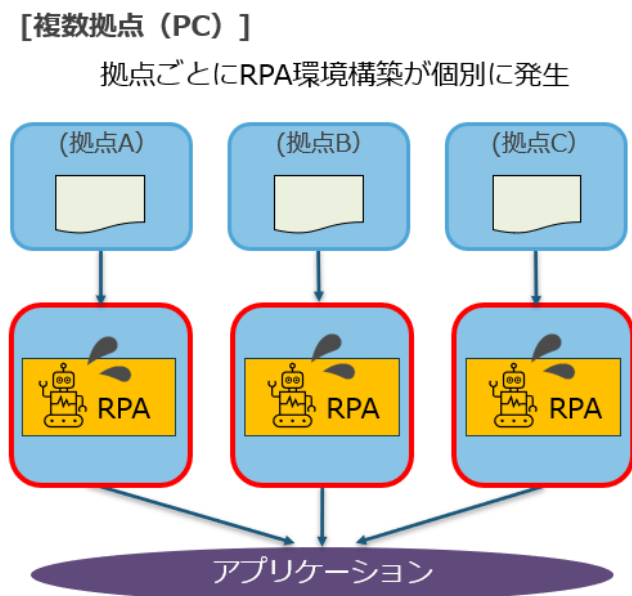 [複数拠点（PC）]
拠点ごとにRPA環境構築が個別に発生
(拠点A)
(拠点B)
(拠点C)
RPA
RPA
RPA
アプリケーション